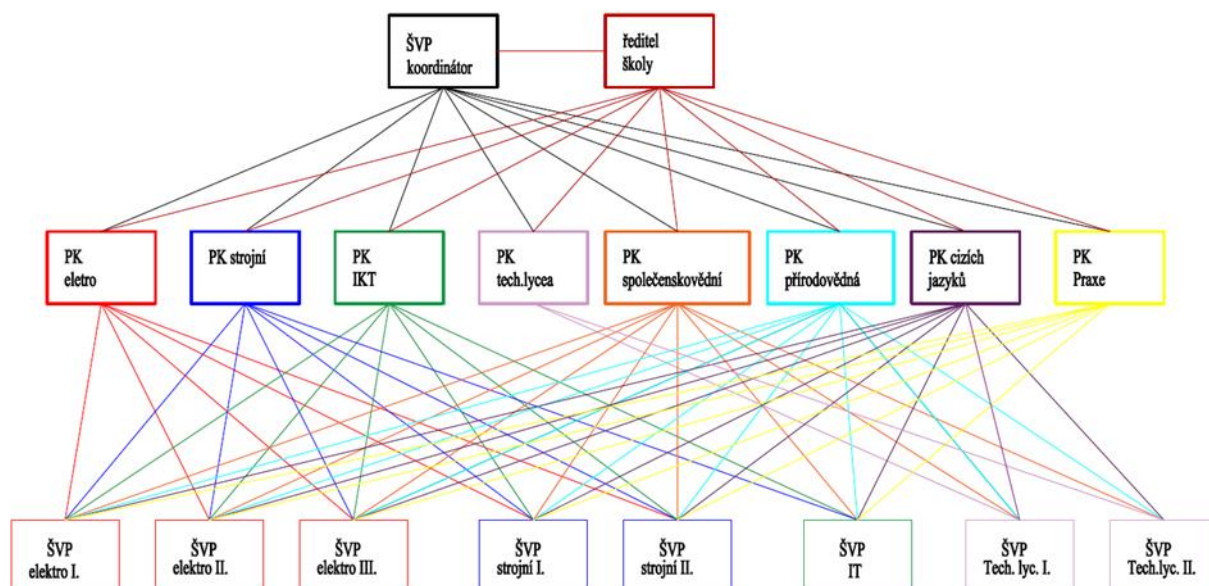 ŠVP
koordinátor
ředitel
školy
PK
eletro
PK strojní
PK
IKT
PK
tech.lycea
PK
společenskovědní
PK
přírodovědná
PK cizích
jazyků
PK
Praxe
ŠVP
elektro I.
ŠVP
elektro II.
ŠVP
elektro III.
ŠVP
strojní I.
ŠVP
strojní II.
ŠVP
IT
ŠVP
Tech. lyc. I.
ŠVP
Tech.lyc. II.